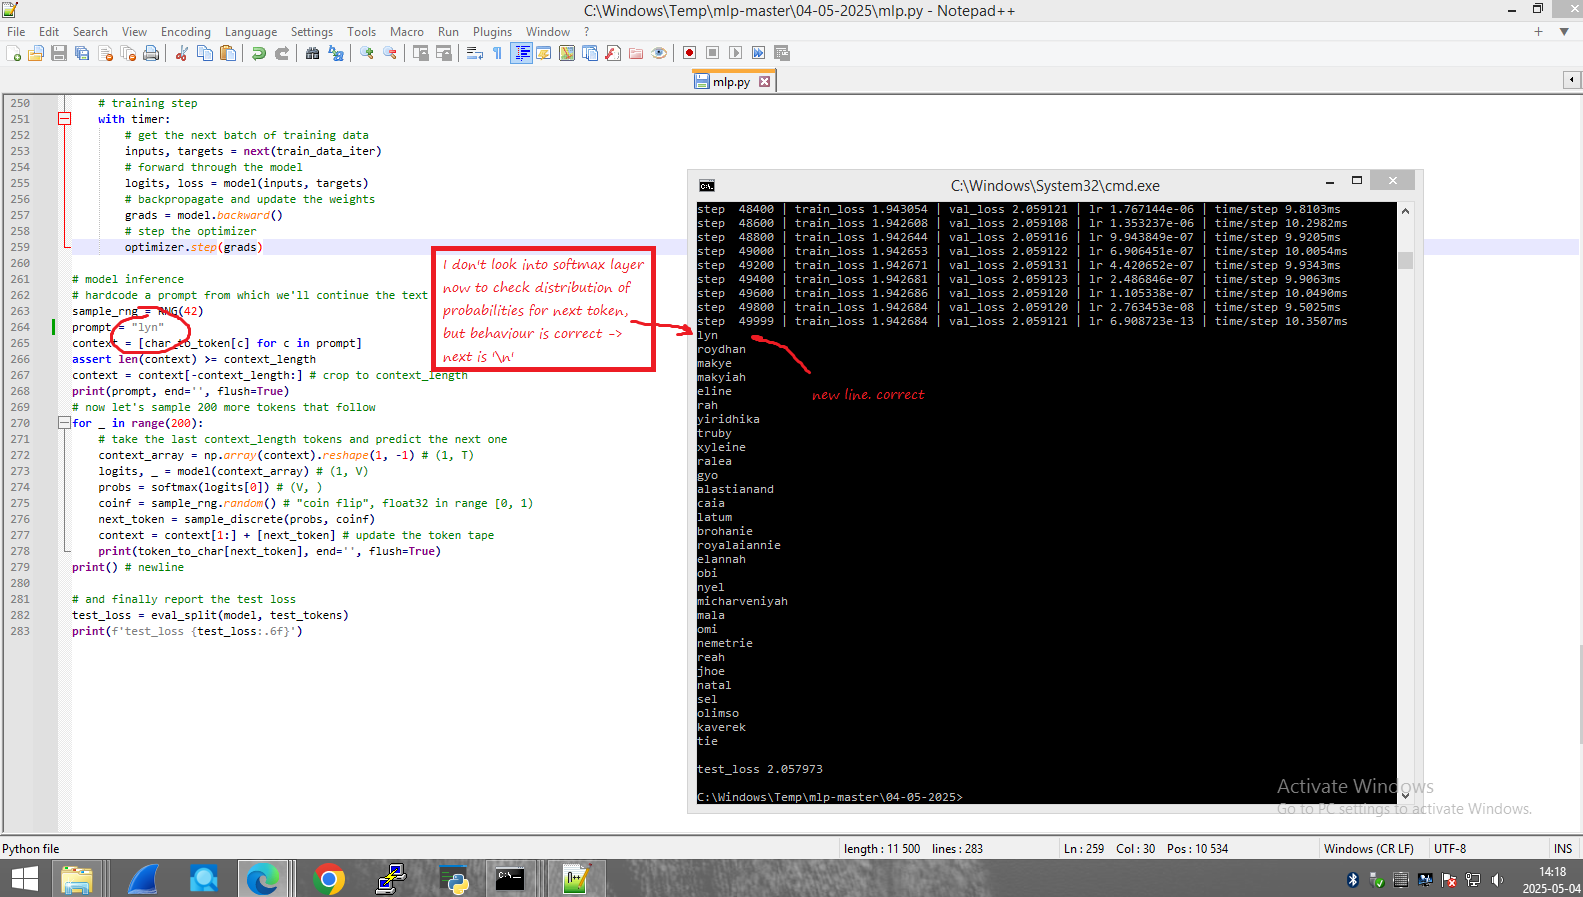 C:\Windows\Temp\mlp-master\04-05-2025\mlp.py - Notepad++
File Edit Search View Encoding Language Settings Tools Macro Run Plugins Window ?
mlp.py
250 # training step
251 with timer:
252 # get the next batch of training data
253 inputs, targets = next(train_data_iter)
254 # forward through the model
255 logits, loss = model(inputs, targets)
256 # backpropagate and update the weights
257 grads = model.backward()
258 # step the optimizer
259 optimizer.step(grads)
260
261 # model inference
262 # hardcode a prompt from which we'll continue the text
263 sample_rng = RNG(42)
264 prompt = "lyn"
265 context = [char_to_token[c] for c in prompt]
266 assert len(context) >= context_length
267 context = context[-context_length:] # crop to context_length
268 print(prompt, end='', flush=True)
269 # now let's sample 200 more tokens that follow
270 for _ in range(200):
271 # take the last context_length tokens and predict the next one
272 context_array = np.array(context).reshape(1, -1) # (1, T)
273 logits, _ = model(context_array) # (1, V)
274 probs = softmax(logits[0]) # (V, )
275 coinf = sample_rng.random() # "coin flip", float32 in range [0, 1)
276 next_token = sample_discrete(probs, coinf)
277 context = context[1:] + [next_token] # update the token tape
278 print(token_to_char[next_token], end='', flush=True)
279 print() # newline
280
281 # and finally report the test loss
282 test_loss = eval_split(model, test_tokens)
283 print(f'test_loss {test_loss:.6f}')
I don't look into softmax layer
now to check distribution of
probabilities for next token,
but behaviour is correct ->
next is '\n'
C:\Windows\System32\cmd.exe
step 48400 | train_loss 1.943054 | val_loss 2.059121 | lr 1.767144e-06 | time/step 9.8103ms
step 48600 | train_loss 1.942608 | val_loss 2.059108 | lr 1.353237e-06 | time/step 10.2982ms
step 48800 | train_loss 1.942644 | val_loss 2.059116 | lr 9.943849e-07 | time/step 9.9205ms
step 49000 | train_loss 1.942653 | val_loss 2.059122 | lr 6.906451e-07 | time/step 10.0054ms
step 49200 | train_loss 1.942671 | val_loss 2.059131 | lr 4.420652e-07 | time/step 9.9343ms
step 49400 | train_loss 1.942681 | val_loss 2.059123 | lr 2.486846e-07 | time/step 9.9063ms
step 49600 | train_loss 1.942686 | val_loss 2.059120 | lr 1.105338e-07 | time/step 10.0490ms
step 49800 | train_loss 1.942684 | val_loss 2.059120 | lr 2.763453e-08 | time/step 9.5025ms
step 49999 | train_loss 1.942684 | val_loss 2.059121 | lr 6.908723e-13 | time/step 10.3507ms
lyn
roydhan
makye
makyiah
eline
rah
yiridhika
truby
xyleine
ralea
gyo
alastianand
caia
latum
brohanie
royalaiannie
elannah
obi
nyel
micharveniyah
mala
omi
nemetrie
reah
jhoe
natal
sel
olimso
kaverek
tie
new line. correct
test_loss 2.057973
C:\Windows\Temp\mlp-master\04-05-2025>
Activate Windows
Go to PC settings to activate Windows.
Python file length : 11 500 lines : 283 Ln : 259 Col : 30 Pos : 10 534 Windows (CR LF) UTF-8 INS
14:18
2025-05-04